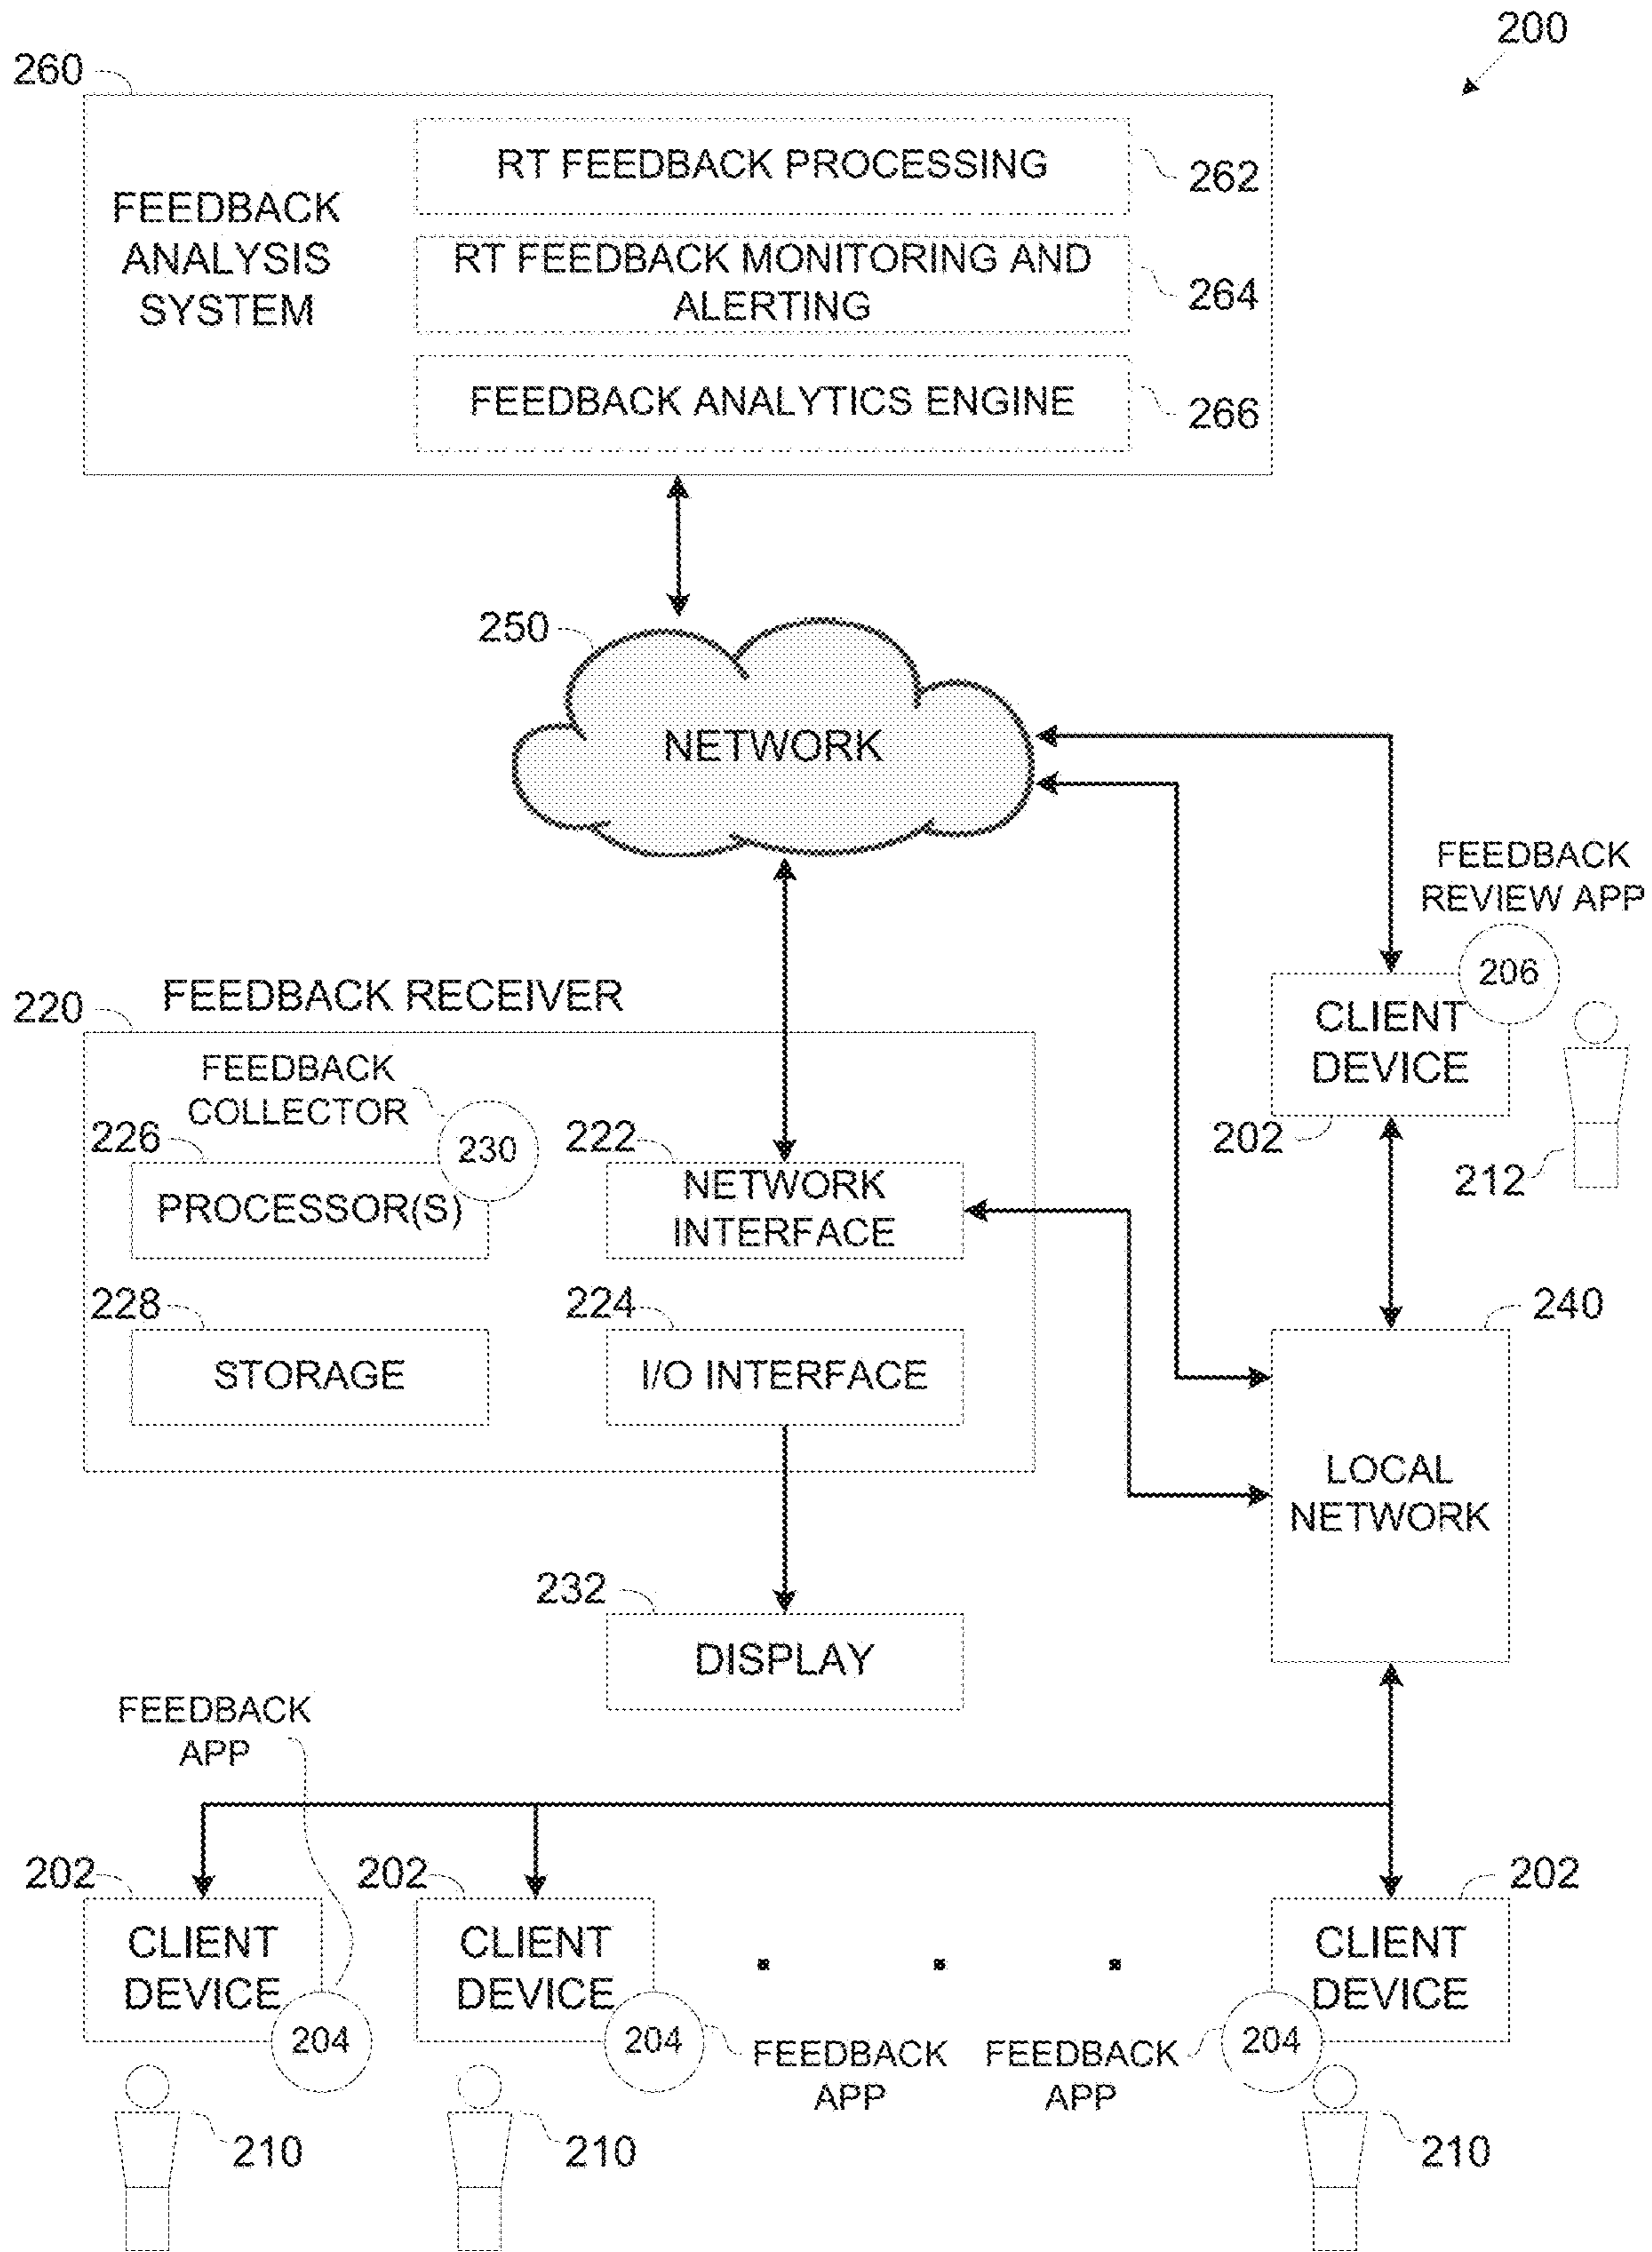 200
260
FEEDBACK
ANALYSIS
SYSTEM
RT FEEDBACK PROCESSING
262
RT FEEDBACK MONITORING AND
ALERTING
264
FEEDBACK ANALYTICS ENGINE
266
250
NETWORK
FEEDBACK
REVIEW APP
206
CLIENT
DEVICE
202
212
220
FEEDBACK RECEIVER
FEEDBACK
COLLECTOR
230
226
PROCESSOR(S)
222
NETWORK
INTERFACE
228
STORAGE
224
I/O INTERFACE
240
LOCAL
NETWORK
232
DISPLAY
FEEDBACK
APP
202
CLIENT
DEVICE
204
210
202
CLIENT
DEVICE
204
FEEDBACK
APP
210
202
CLIENT
DEVICE
204
FEEDBACK
APP
210